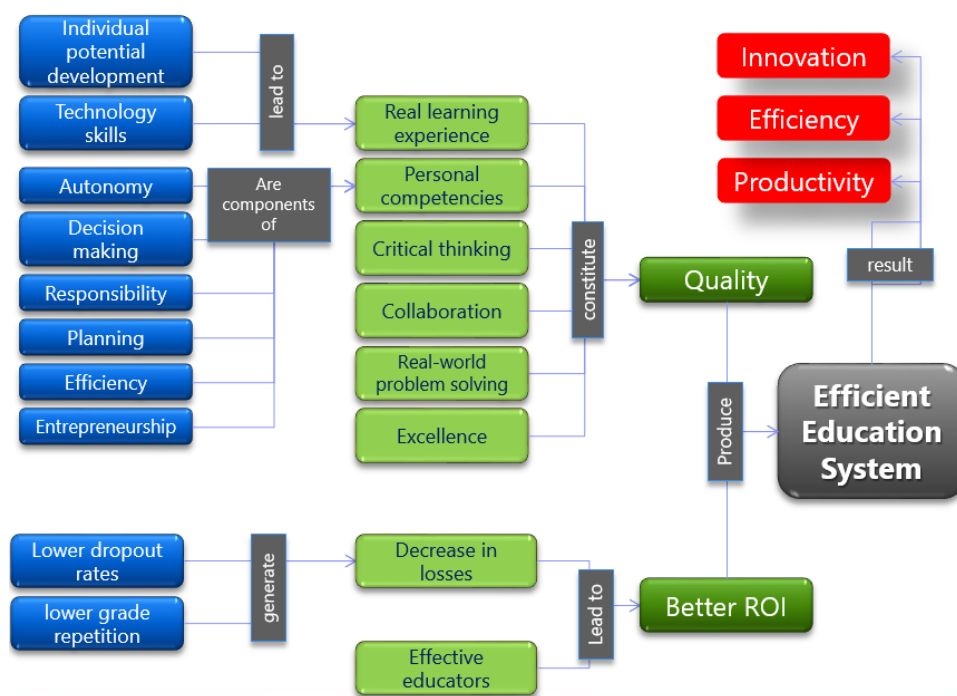 Individual
potential
development
Technology
skills
lead to
Autonomy
Decision
making
Responsibility
Planning
Efficiency
Entrepreneurship
Are
components
of
Real learning
experience
Personal
competencies
Critical thinking
Collaboration
Real-world
problem solving
Excellence
constitute
Quality
Innovation
Efficiency
Productivity
result
Efficient
Education
System
Produce
Lower dropout
rates
lower grade
repetition
generate
Decrease in
losses
Effective
educators
Lead to
Better ROI